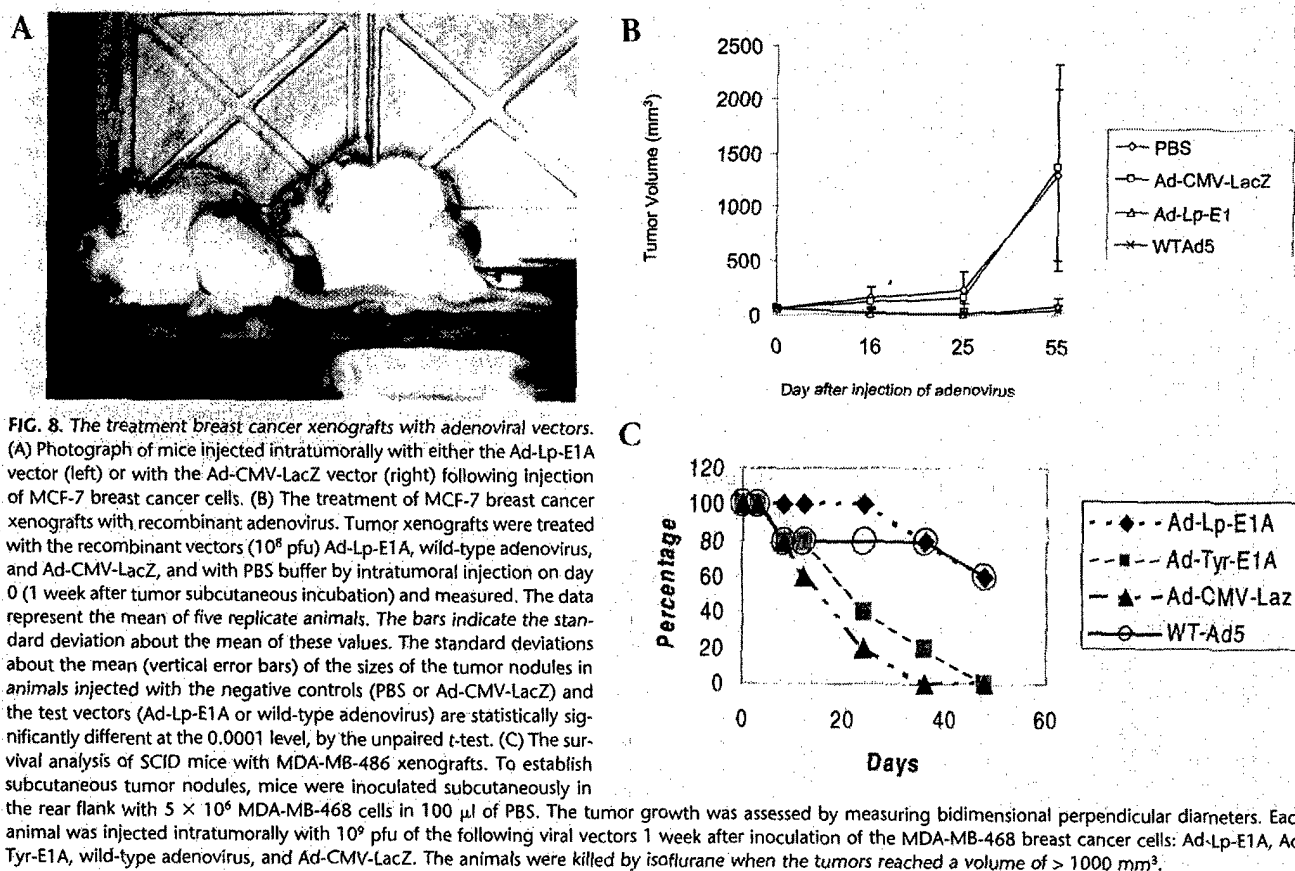 A
B
2500
2000
1500
1000
500
0
Tumor Volume (mm³)
0 16 25 55
Day after injection of adenovirus
PBS
Ad-CMV-LacZ
Ad-Lp-E1
WTAd5
FIG. 8. The treatment breast cancer xenografts with adenoviral vectors.
(A) Photograph of mice injected intratumorally with either the Ad-Lp-E1A
vector (left) or with the Ad-CMV-LacZ vector (right) following injection
of MCF-7 breast cancer cells. (B) The treatment of MCF-7 breast cancer
xenografts with recombinant adenovirus. Tumor xenografts were treated
with the recombinant vectors (10⁸ pfu) Ad-Lp-E1A, wild-type adenovirus,
and Ad-CMV-LacZ, and with PBS buffer by intratumoral injection on day
0 (1 week after tumor subcutaneous incubation) and measured. The data
represent the mean of five replicate animals. The bars indicate the stan-
dard deviation about the mean of these values. The standard deviations
about the mean (vertical error bars) of the sizes of the tumor nodules in
animals injected with the negative controls (PBS or Ad-CMV-LacZ) and
the test vectors (Ad-Lp-E1A or wild-type adenovirus) are statistically sig-
nificantly different at the 0.0001 level, by the unpaired t-test. (C) The sur-
vival analysis of SCID mice with MDA-MB-486 xenografts. To establish
subcutaneous tumor nodules, mice were inoculated subcutaneously in
the rear flank with 5 × 10⁶ MDA-MB-468 cells in 100 μl of PBS. The tumor growth was assessed by measuring bidimensional perpendicular diameters. Eac
animal was injected intratumorally with 10⁹ pfu of the following viral vectors 1 week after inoculation of the MDA-MB-468 breast cancer cells: Ad-Lp-E1A, Ad
Tyr-E1A, wild-type adenovirus, and Ad-CMV-LacZ. The animals were killed by isoflurane when the tumors reached a volume of > 1000 mm³.
C
120
100
80
60
40
20
0
Percentage
0 20 40 60
Days
Ad-Lp-E1A
Ad-Tyr-E1A
Ad-CMV-Laz
WT-Ad5